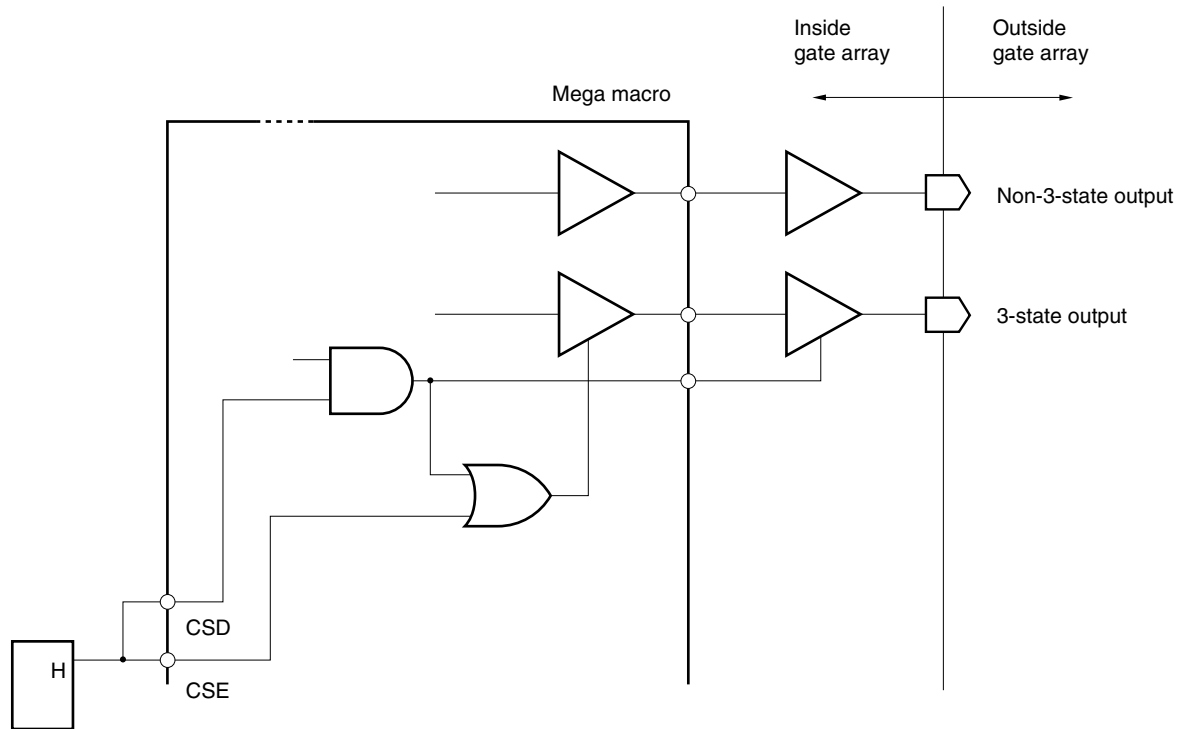 Inside
gate array
Outside
gate array
Mega macro
Non-3-state output
3-state output
CSD
H
CSE